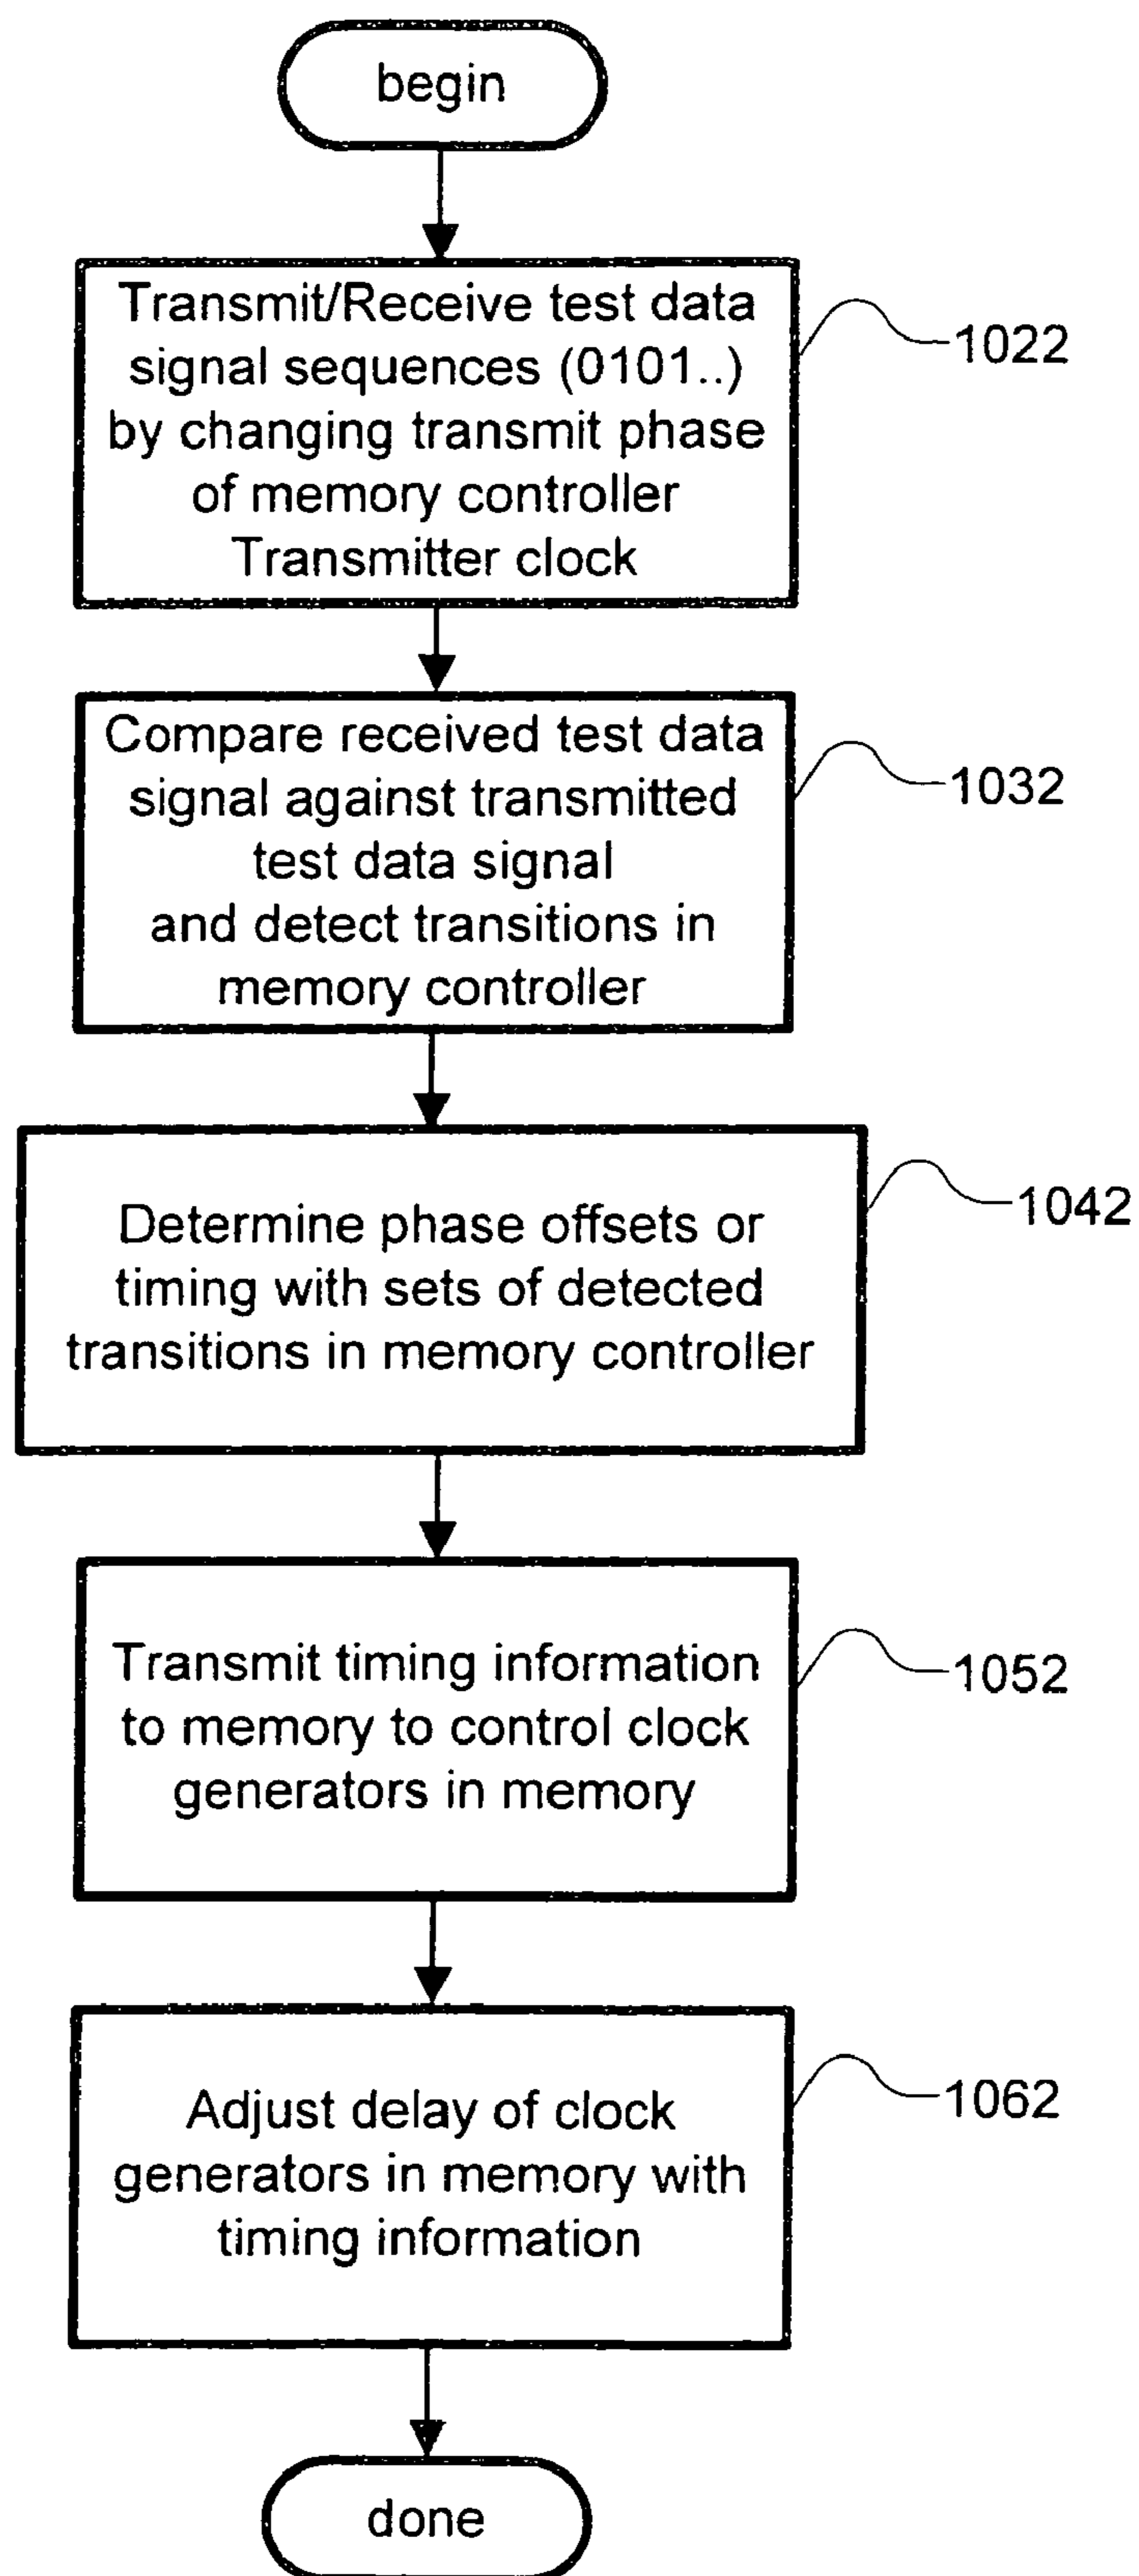 begin
Transmit/Receive test data
signal sequences (0101..)
by changing transmit phase
of memory controller
Transmitter clock
1022
Compare received test data
signal against transmitted
test data signal
and detect transitions in
memory controller
1032
Determine phase offsets or
timing with sets of detected
transitions in memory controller
1042
Transmit timing information
to memory to control clock
generators in memory
1052
Adjust delay of clock
generators in memory with
timing information
1062
done